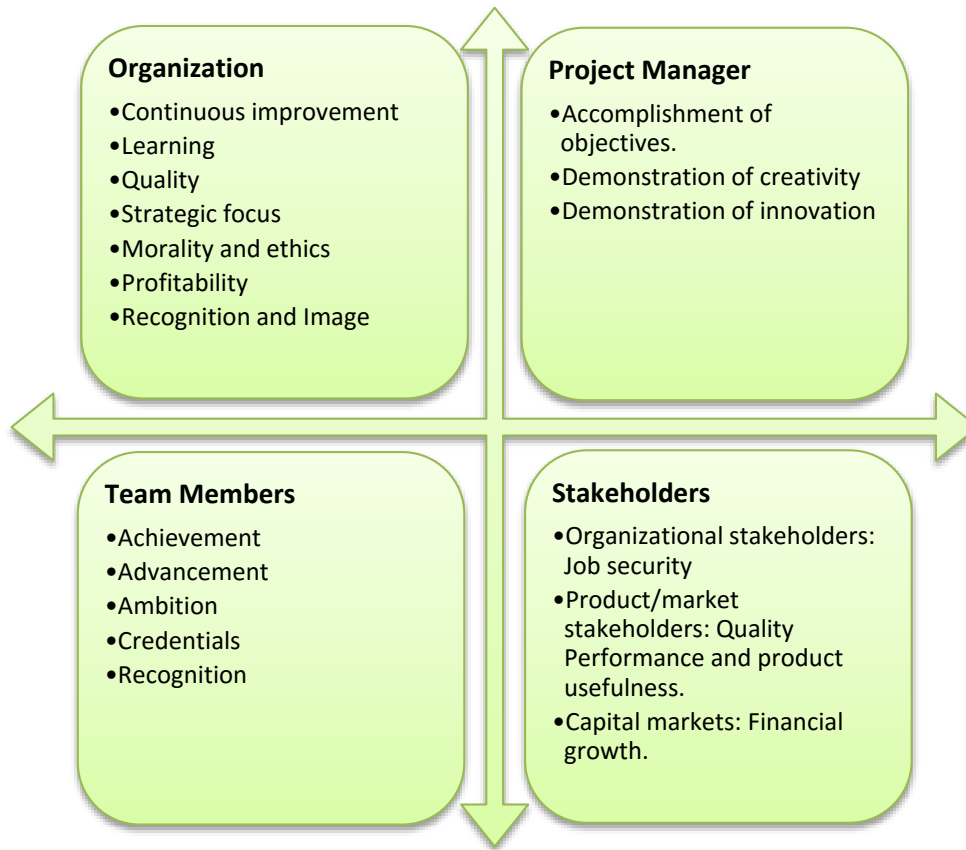 Organization
•Continuous improvement
•Learning
•Quality
•Strategic focus
•Morality and ethics
•Profitability
•Recognition and Image
Project Manager
•Accomplishment of
objectives.
•Demonstration of creativity
•Demonstration of innovation
Team Members
•Achievement
•Advancement
•Ambition
•Credentials
•Recognition
Stakeholders
•Organizational stakeholders:
Job security
•Product/market
stakeholders: Quality
Performance and product
usefulness.
•Capital markets: Financial
growth.